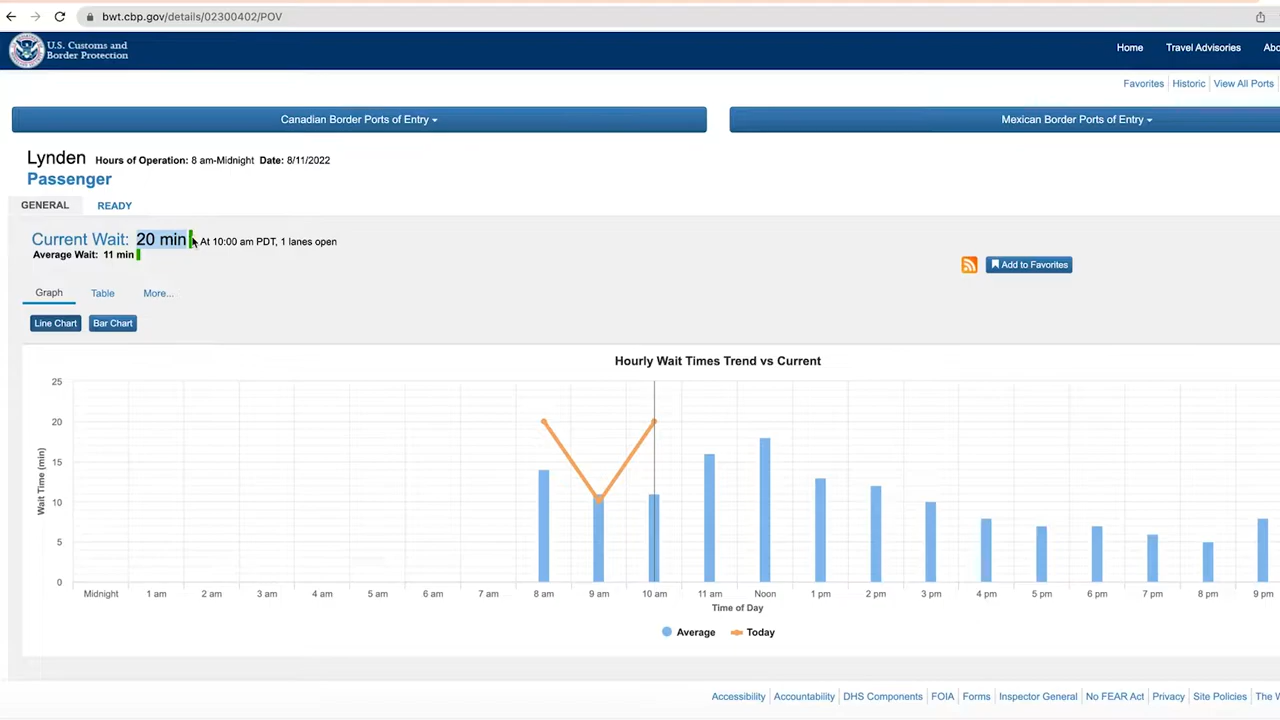 bwt.cbp.gov/details/02300402/POV
U.S. Customs and
Border Protection
Home Travel Advisories
Favorites Historic View All Ports
Canadian Border Ports of Entry
Mexican Border Ports of Entry
Lynden Hours of Operation: 8 am-Midnight Date: 8/11/2022
Passenger
GENERAL READY
Current Wait: 20 min At 10:00 am PDT, 1 lanes open
Average Wait: 11 min
Add to Favorites
Graph Table More...
Line Chart Bar Chart
Hourly Wait Times Trend vs Current
25
20
15
10
5
0
Wait Time (min)
Midnight 1 am 2 am 3 am 4 am 5 am 6 am 7 am 8 am 9 am 10 am 11 am Noon 1 pm 2 pm 3 pm 4 pm 5 pm 6 pm 7 pm 8 pm 9 pm
Time of Day
Average Today
Accessibility Accountability DHS Components FOIA Forms Inspector General No FEAR Act Privacy Site Policies The